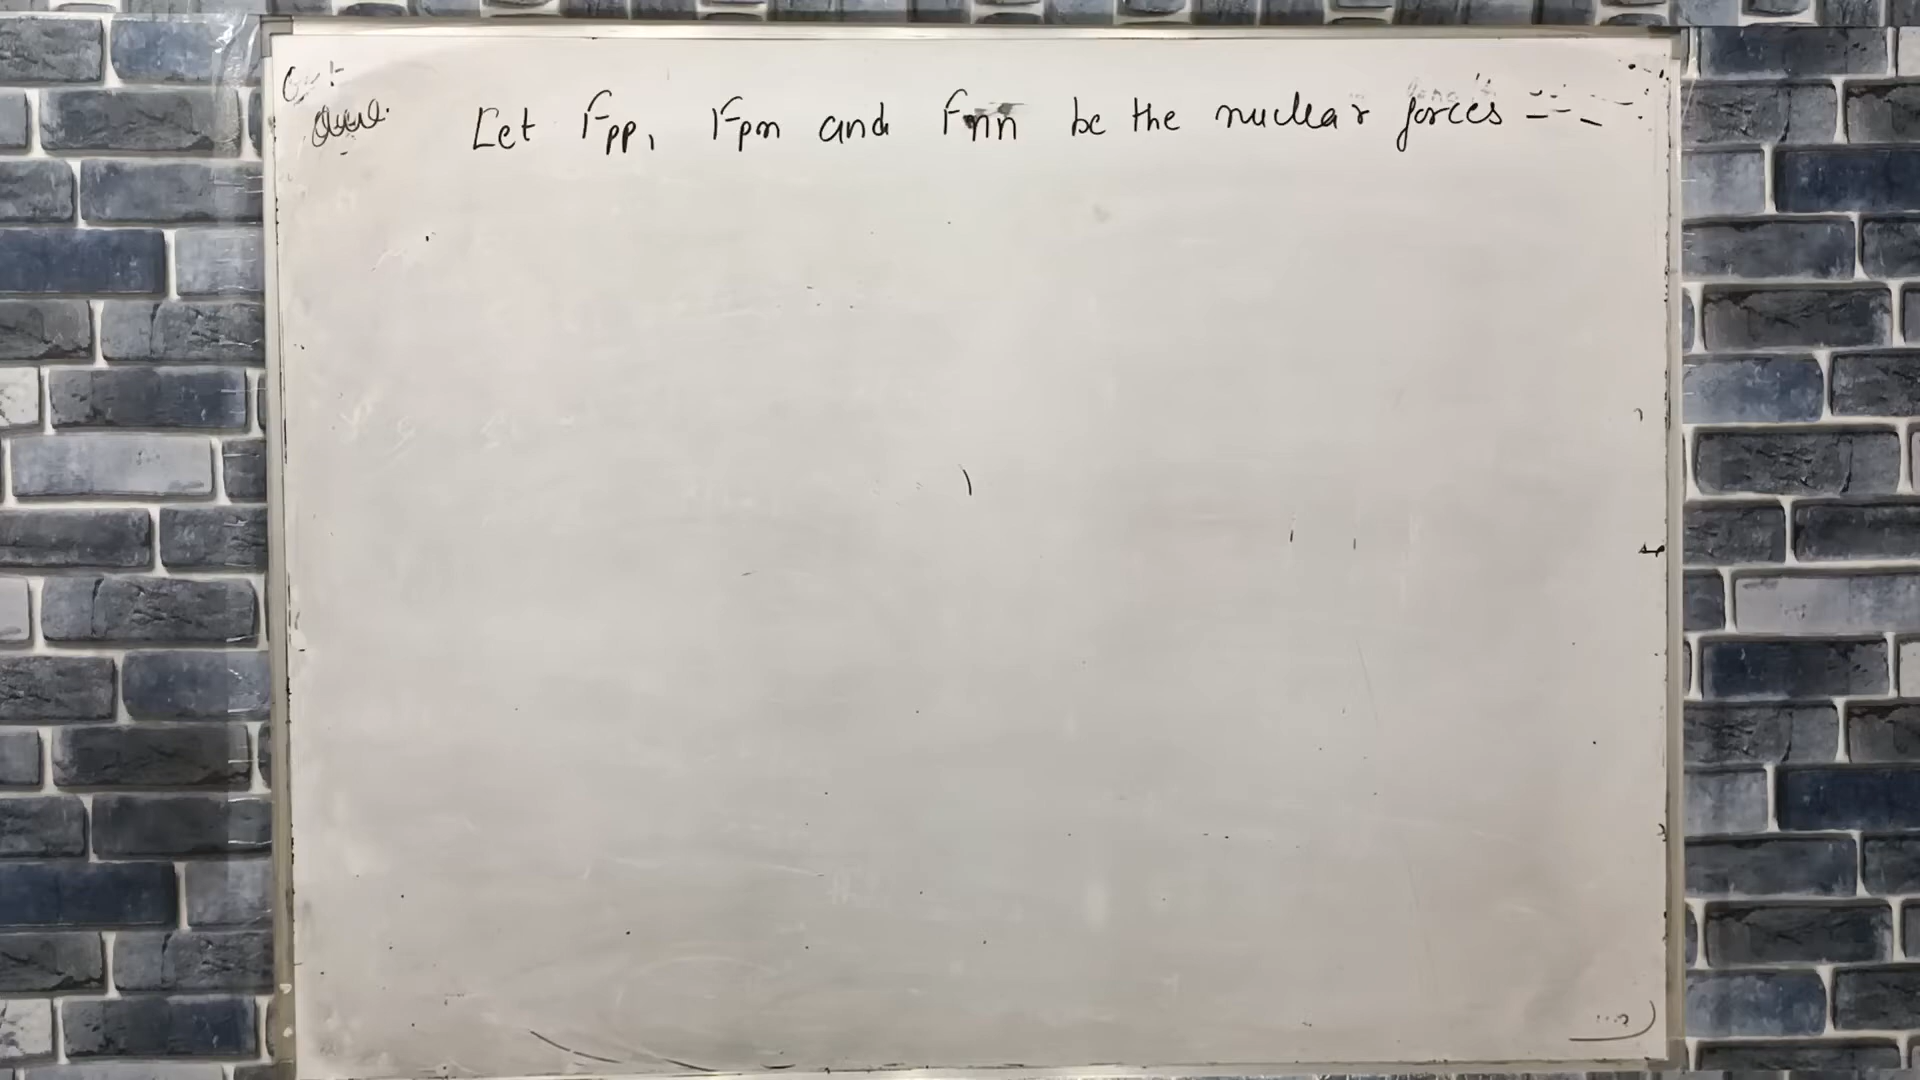 Que. Let Fpp, Fpn and Fnn be the nuclear forces -----